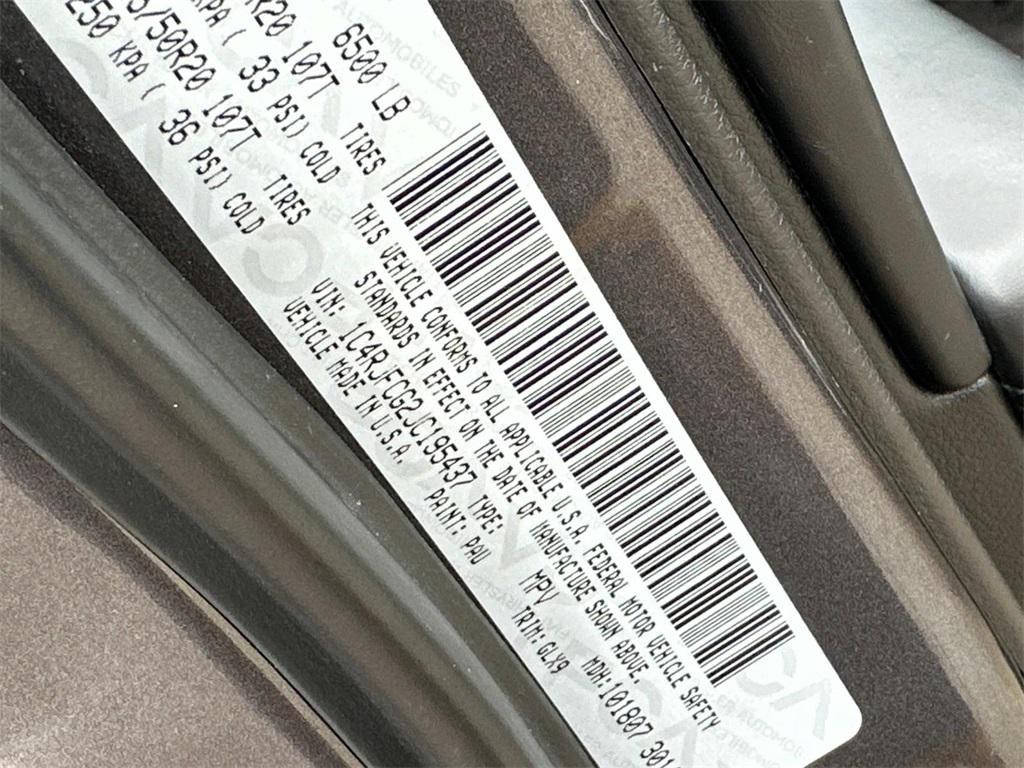 6500 LB
R20 107T TIRES
KPA ( 33 PSI) COLD
5/50R20 107T TIRES
250 KPA ( 36 PSI) COLD
THIS VEHICLE CONFORMS TO ALL APPLICABLE U.S.A. FEDERAL MOTOR VEHICLE SAFETY
STANDARDS IN EFFECT ON THE DATE OF MANUFACTURE SHOWN ABOVE.
VIN: 1C4RJFCG2JC195437 TYPE: MPV MDH:101807 301
VEHICLE MADE IN U.S.A. PAINT: PAU TRIM:GLX9